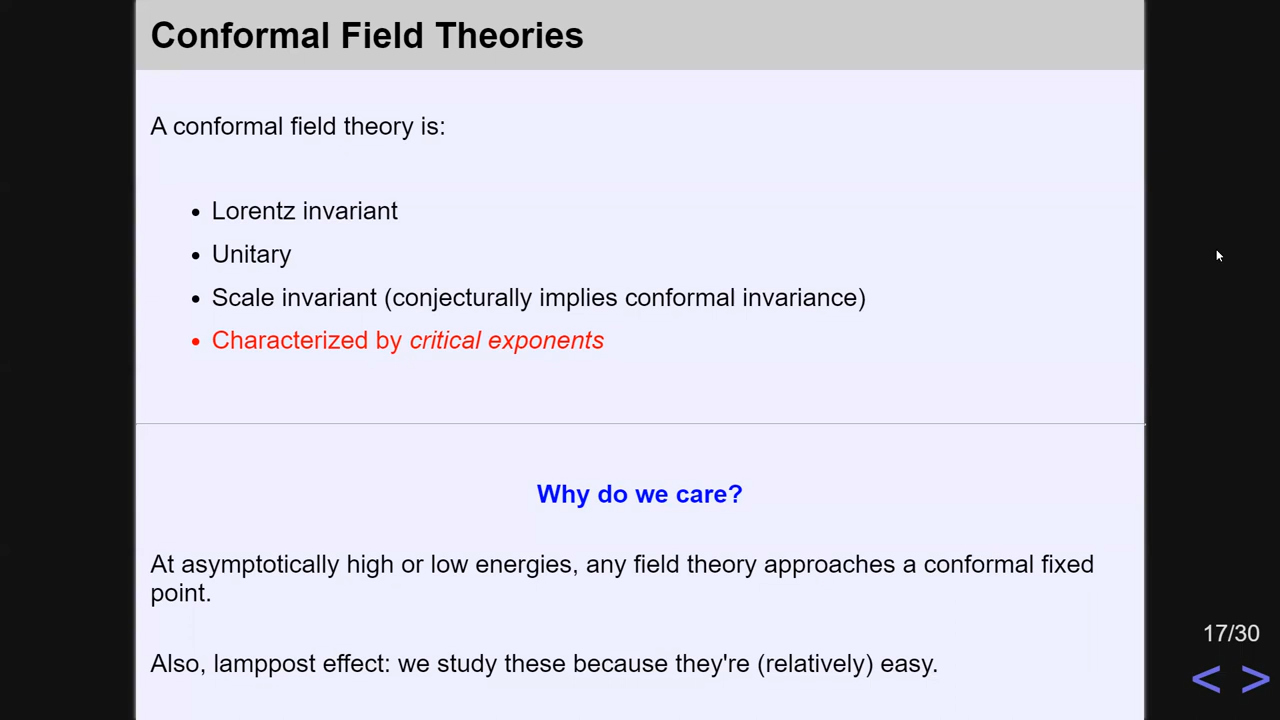 Conformal Field Theories
A conformal field theory is:
• Lorentz invariant
• Unitary
• Scale invariant (conjecturally implies conformal invariance)
• Characterized by critical exponents
Why do we care?
At asymptotically high or low energies, any field theory approaches a conformal fixed
point.
Also, lamppost effect: we study these because they're (relatively) easy.
17/30
< >